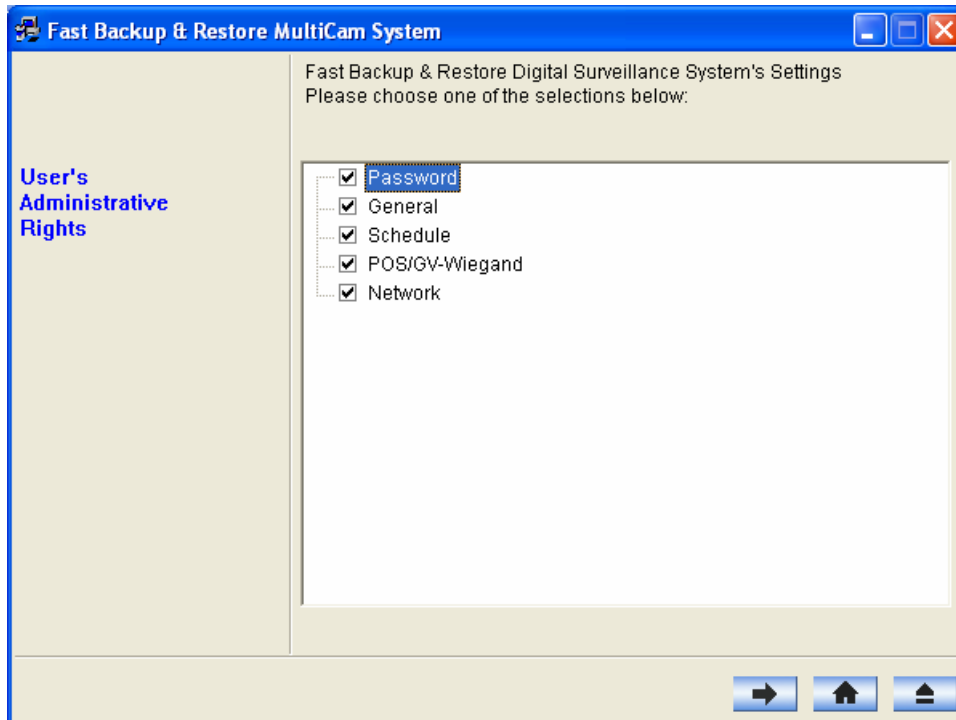 Fast Backup & Restore MultiCam System
Fast Backup & Restore Digital Surveillance System's Settings
Please choose one of the selections below:
User's
Administrative
Rights
Password
General
Schedule
POS/GV-Wiegand
Network